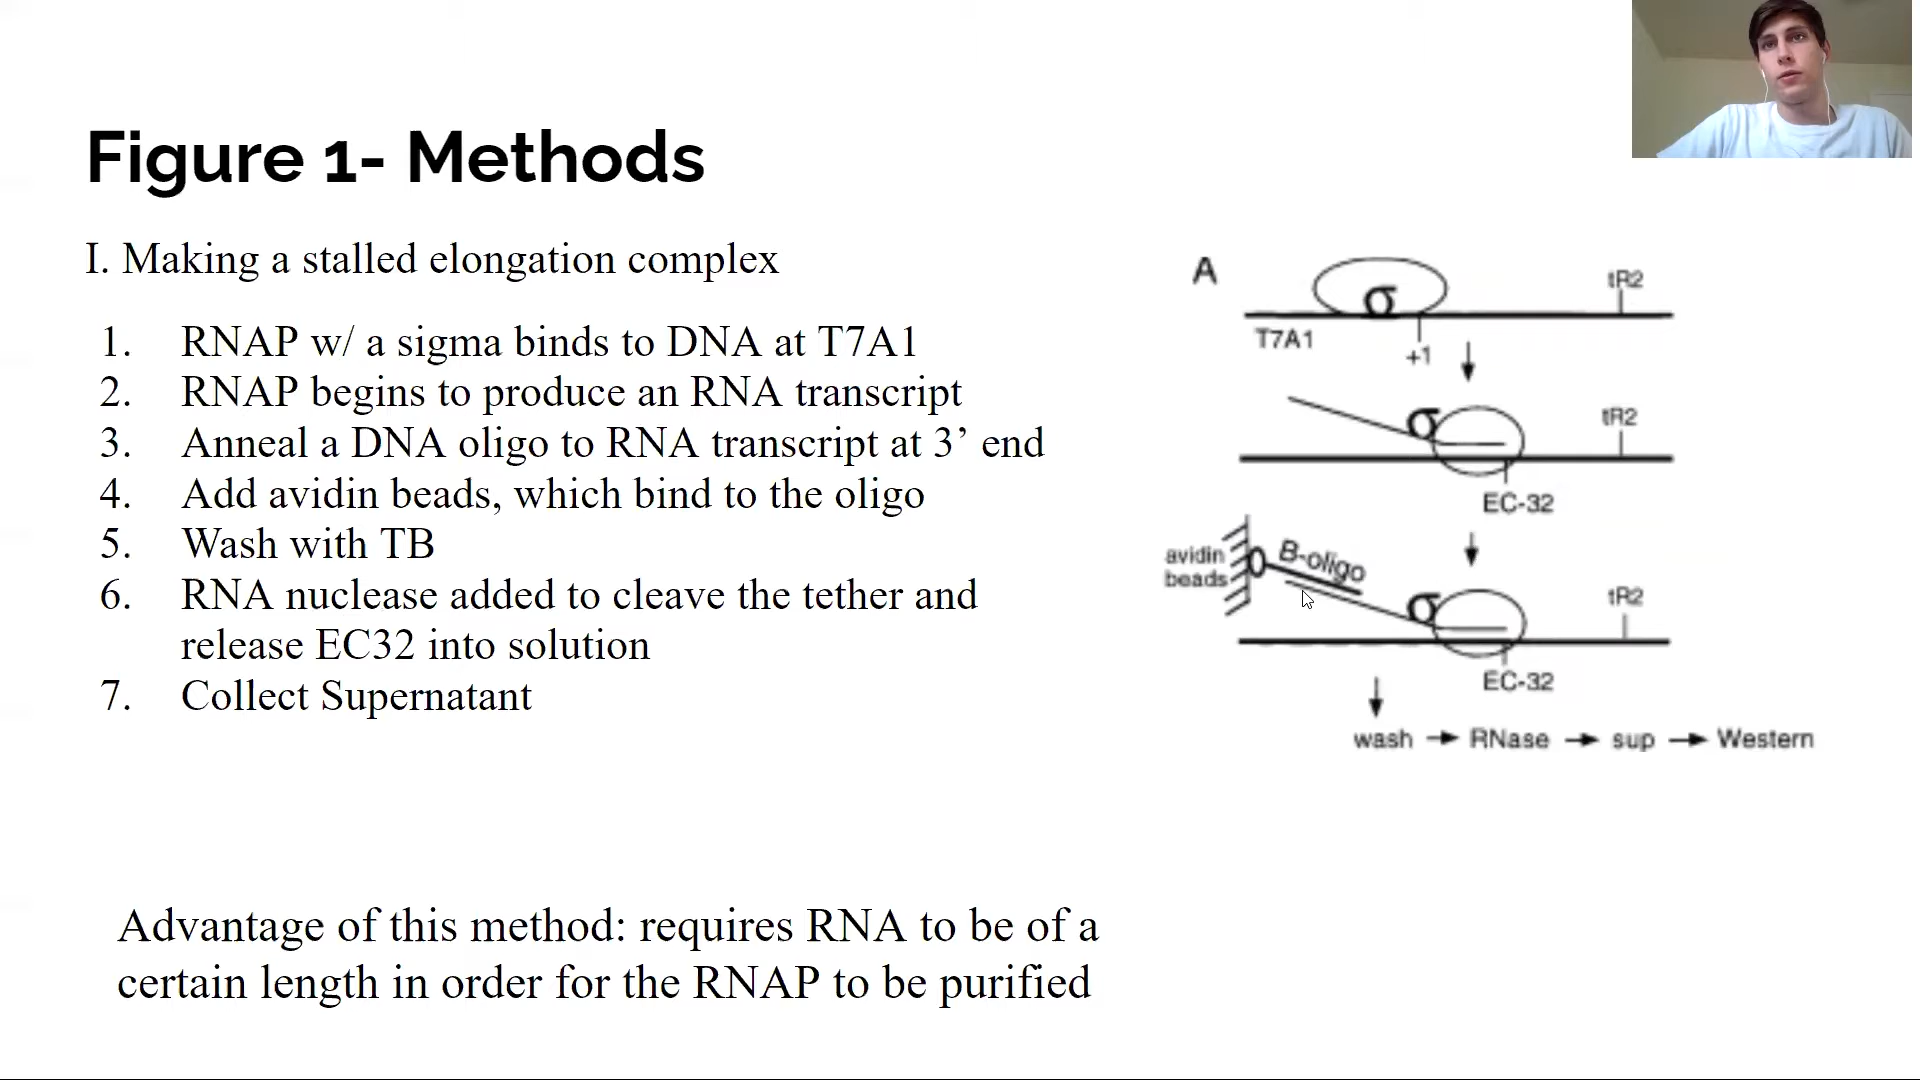 Figure 1- Methods
I. Making a stalled elongation complex
1. RNAP w/ a sigma binds to DNA at T7A1
2. RNAP begins to produce an RNA transcript
3. Anneal a DNA oligo to RNA transcript at 3’ end
4. Add avidin beads, which bind to the oligo
5. Wash with TB
6. RNA nuclease added to cleave the tether and
release EC32 into solution
7. Collect Supernatant
Advantage of this method: requires RNA to be of a
certain length in order for the RNAP to be purified
A
σ
tR2
T7A1
+1
σ
tR2
EC-32
avidin
beads
B-oligo
σ
tR2
EC-32
wash → RNase → sup → Western